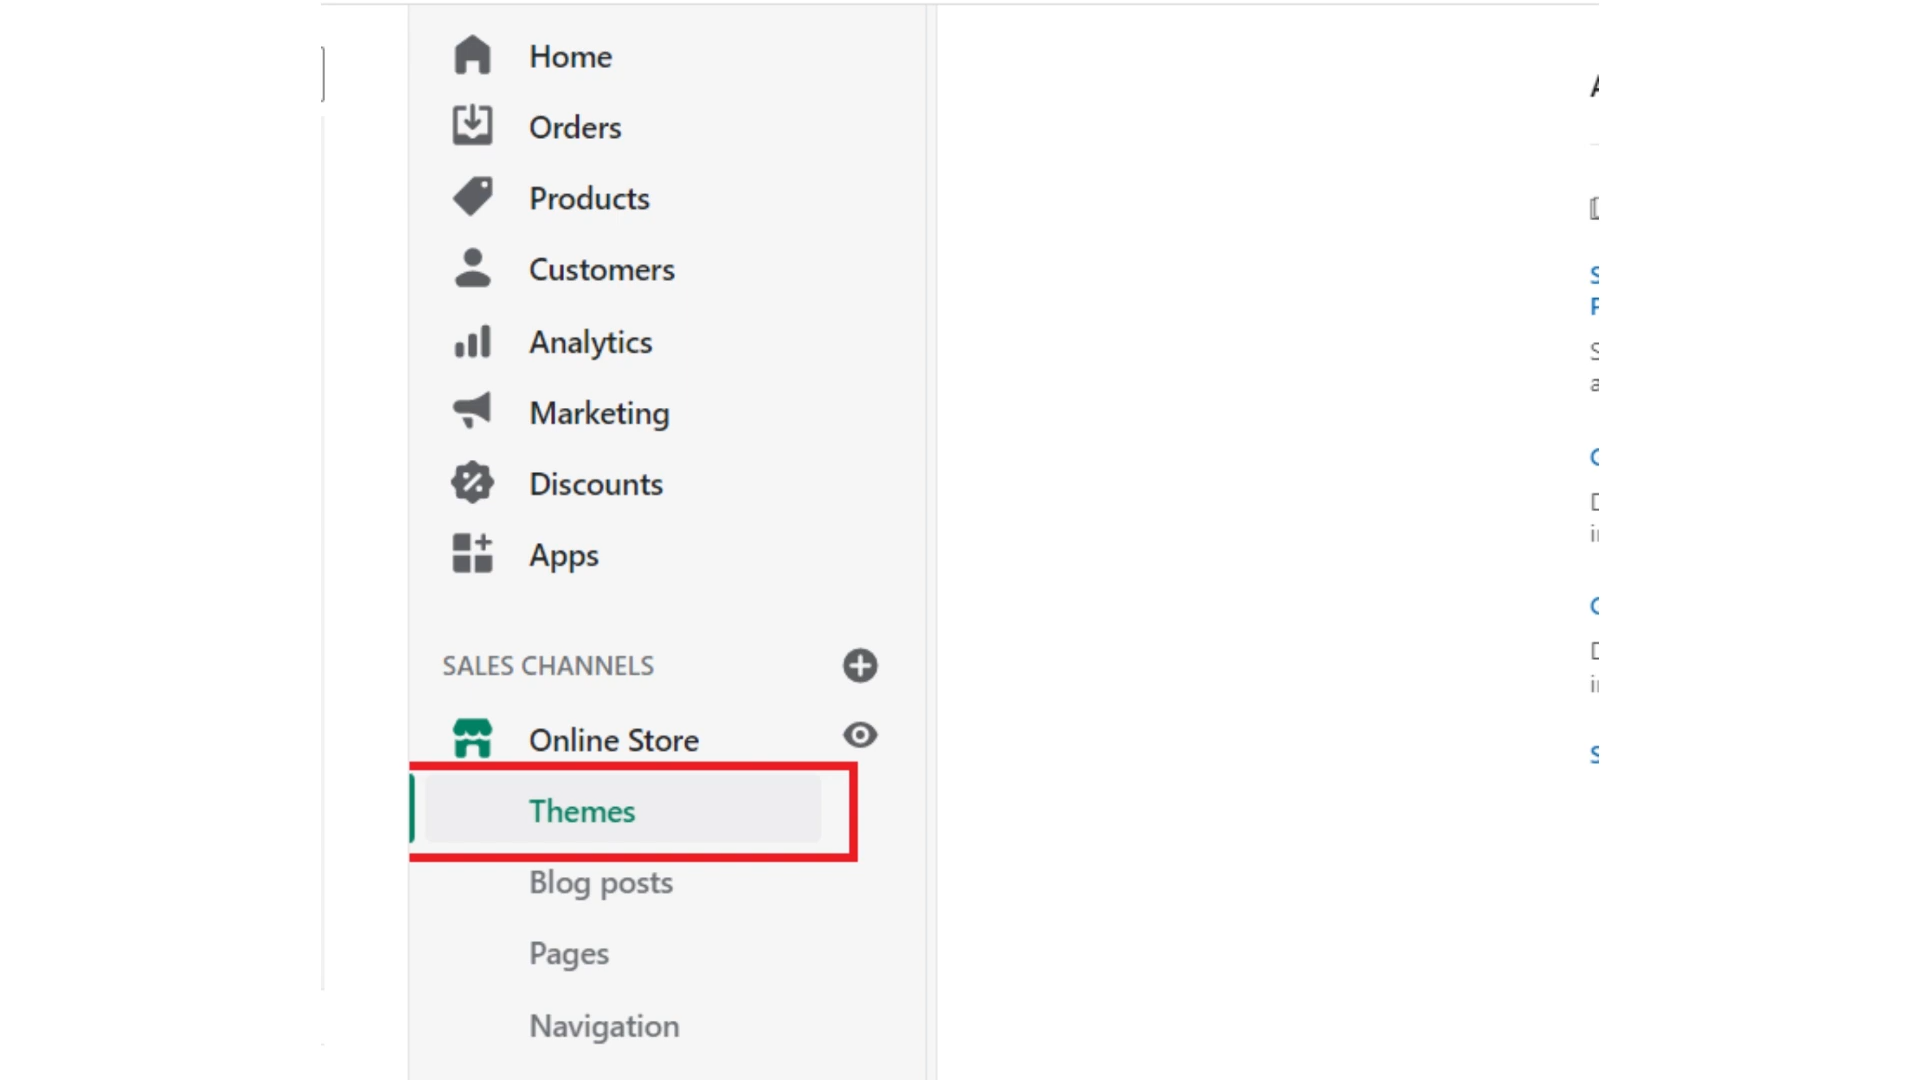 Home
Orders
Products
Customers
Analytics
Marketing
Discounts
Apps
SALES CHANNELS
Online Store
Themes
Blog posts
Pages
Navigation